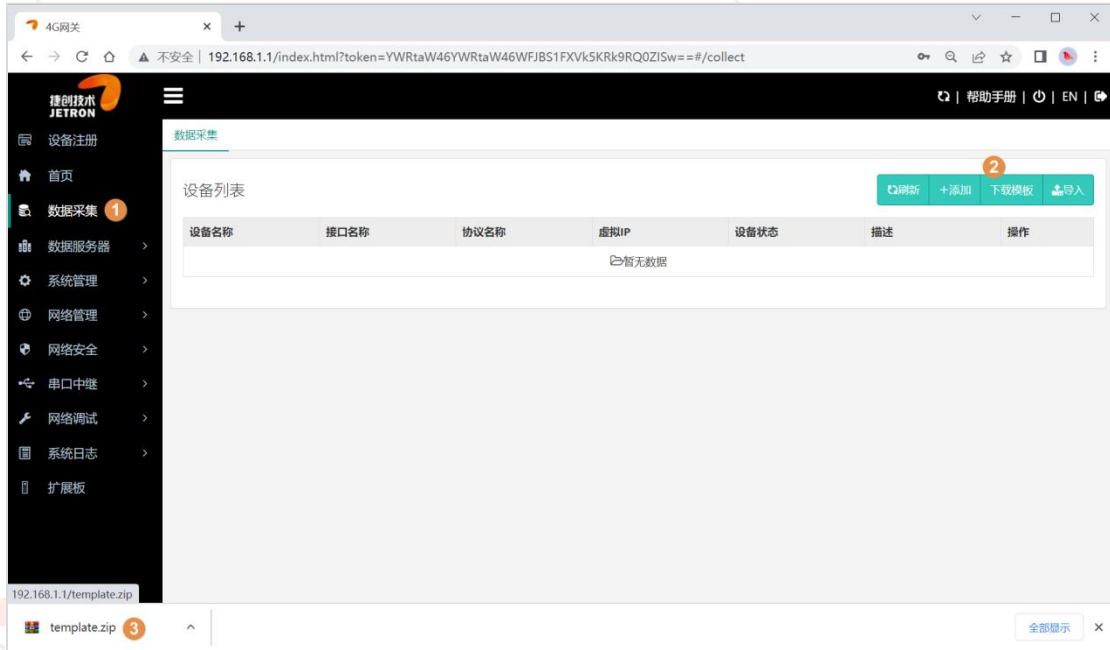 4G网关
不安全 | 192.168.1.1/index.html?token=YWRtaW46YWRtaW46WFJBS1FXVk5KRk9RQ0ZISw==#/collect
捷创技术
JETRON
帮助手册 | | EN |
设备注册
首页
数据采集 1
数据服务器
系统管理
网络管理
网络安全
串口中继
网络调试
系统日志
扩展板
数据采集
设备列表
2
刷新 +添加 下载模板 导入
设备名称 接口名称 协议名称 虚拟IP 设备状态 描述 操作
暂无数据
192.168.1.1/template.zip
template.zip 3
全部显示